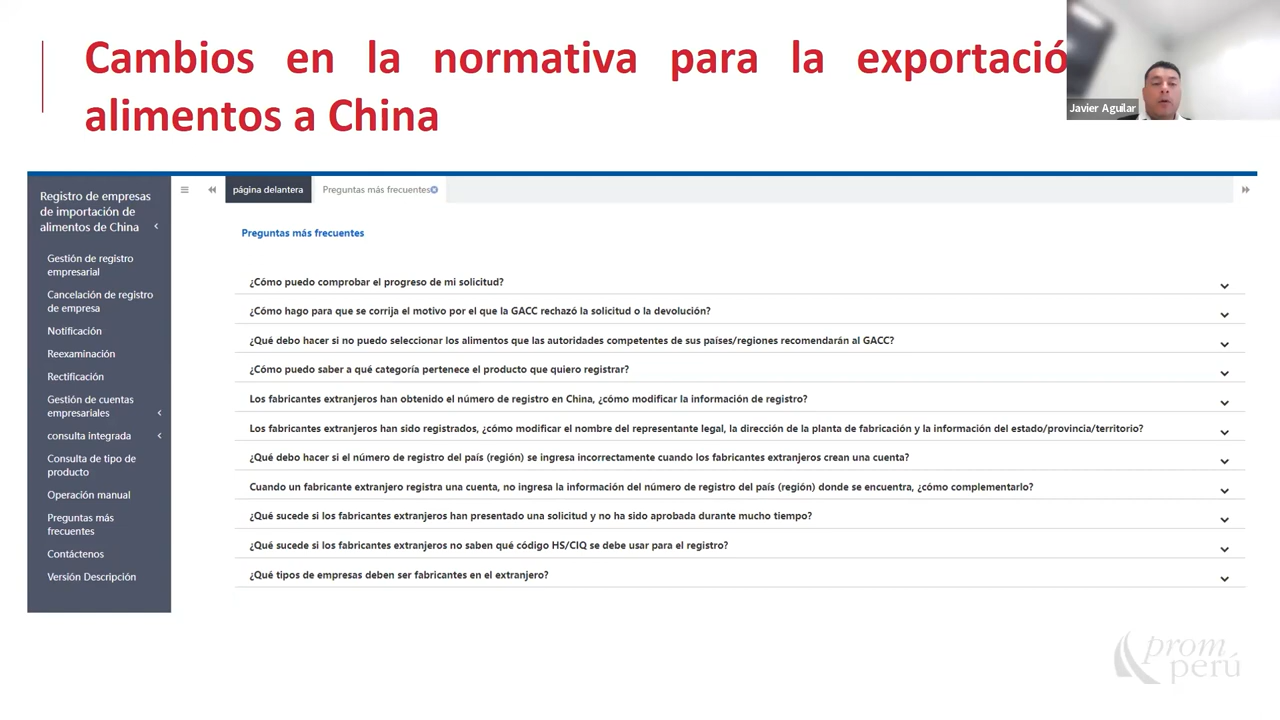 Cambios en la normativa para la exportació
alimentos a China
Javier Aguilar
Registro de empresas
de importación de
alimentos de China
Gestión de registro
empresarial
Cancelación de registro
de empresa
Notificación
Reexaminación
Rectificación
Gestión de cuentas
empresariales
consulta integrada
Consulta de tipo de
producto
Operación manual
Preguntas más
frecuentes
Contáctenos
Versión Descripción
página delantera
Preguntas más frecuentes
Preguntas más frecuentes
¿Cómo puedo comprobar el progreso de mi solicitud?
¿Cómo hago para que se corrija el motivo por el que la GACC rechazó la solicitud o la devolución?
¿Qué debo hacer si no puedo seleccionar los alimentos que las autoridades competentes de sus países/regiones recomendarán al GACC?
¿Cómo puedo saber a qué categoría pertenece el producto que quiero registrar?
Los fabricantes extranjeros han obtenido el número de registro en China, ¿cómo modificar la información de registro?
Los fabricantes extranjeros han sido registrados, ¿cómo modificar el nombre del representante legal, la dirección de la planta de fabricación y la información del estado/provincia/territorio?
¿Qué debo hacer si el número de registro del país (región) se ingresa incorrectamente cuando los fabricantes extranjeros crean una cuenta?
Cuando un fabricante extranjero registra una cuenta, no ingresa la información del número de registro del país (región) donde se encuentra, ¿cómo complementarlo?
¿Qué sucede si los fabricantes extranjeros han presentado una solicitud y no ha sido aprobada durante mucho tiempo?
¿Qué sucede si los fabricantes extranjeros no saben qué código HS/CIQ se debe usar para el registro?
¿Qué tipos de empresas deben ser fabricantes en el extranjero?
prom
perú